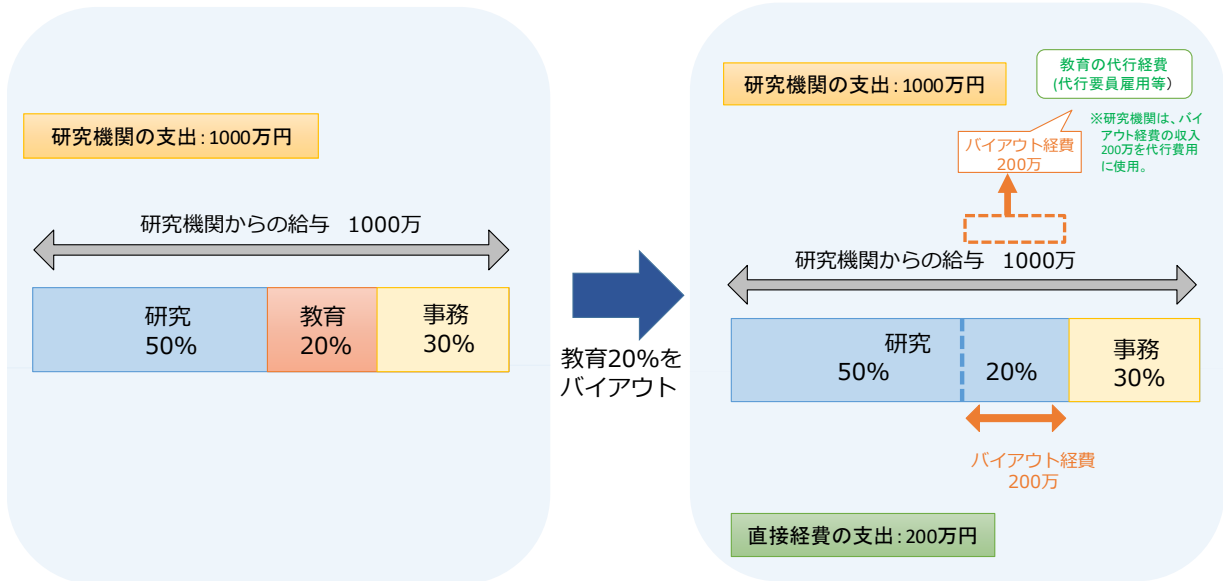 研究機関の支出：1000万円
研究機関からの給与　1000万
研究
50%
教育
20%
事務
30%
教育20%を
バイアウト
研究機関の支出：1000万円
教育の代行経費
(代行要員雇用等)
※研究機関は、バイ
アウト経費の収入
200万を代行費用
に使用。
バイアウト経費
200万
研究機関からの給与　1000万
研究
50%
20%
事務
30%
バイアウト経費
200万
直接経費の支出：200万円